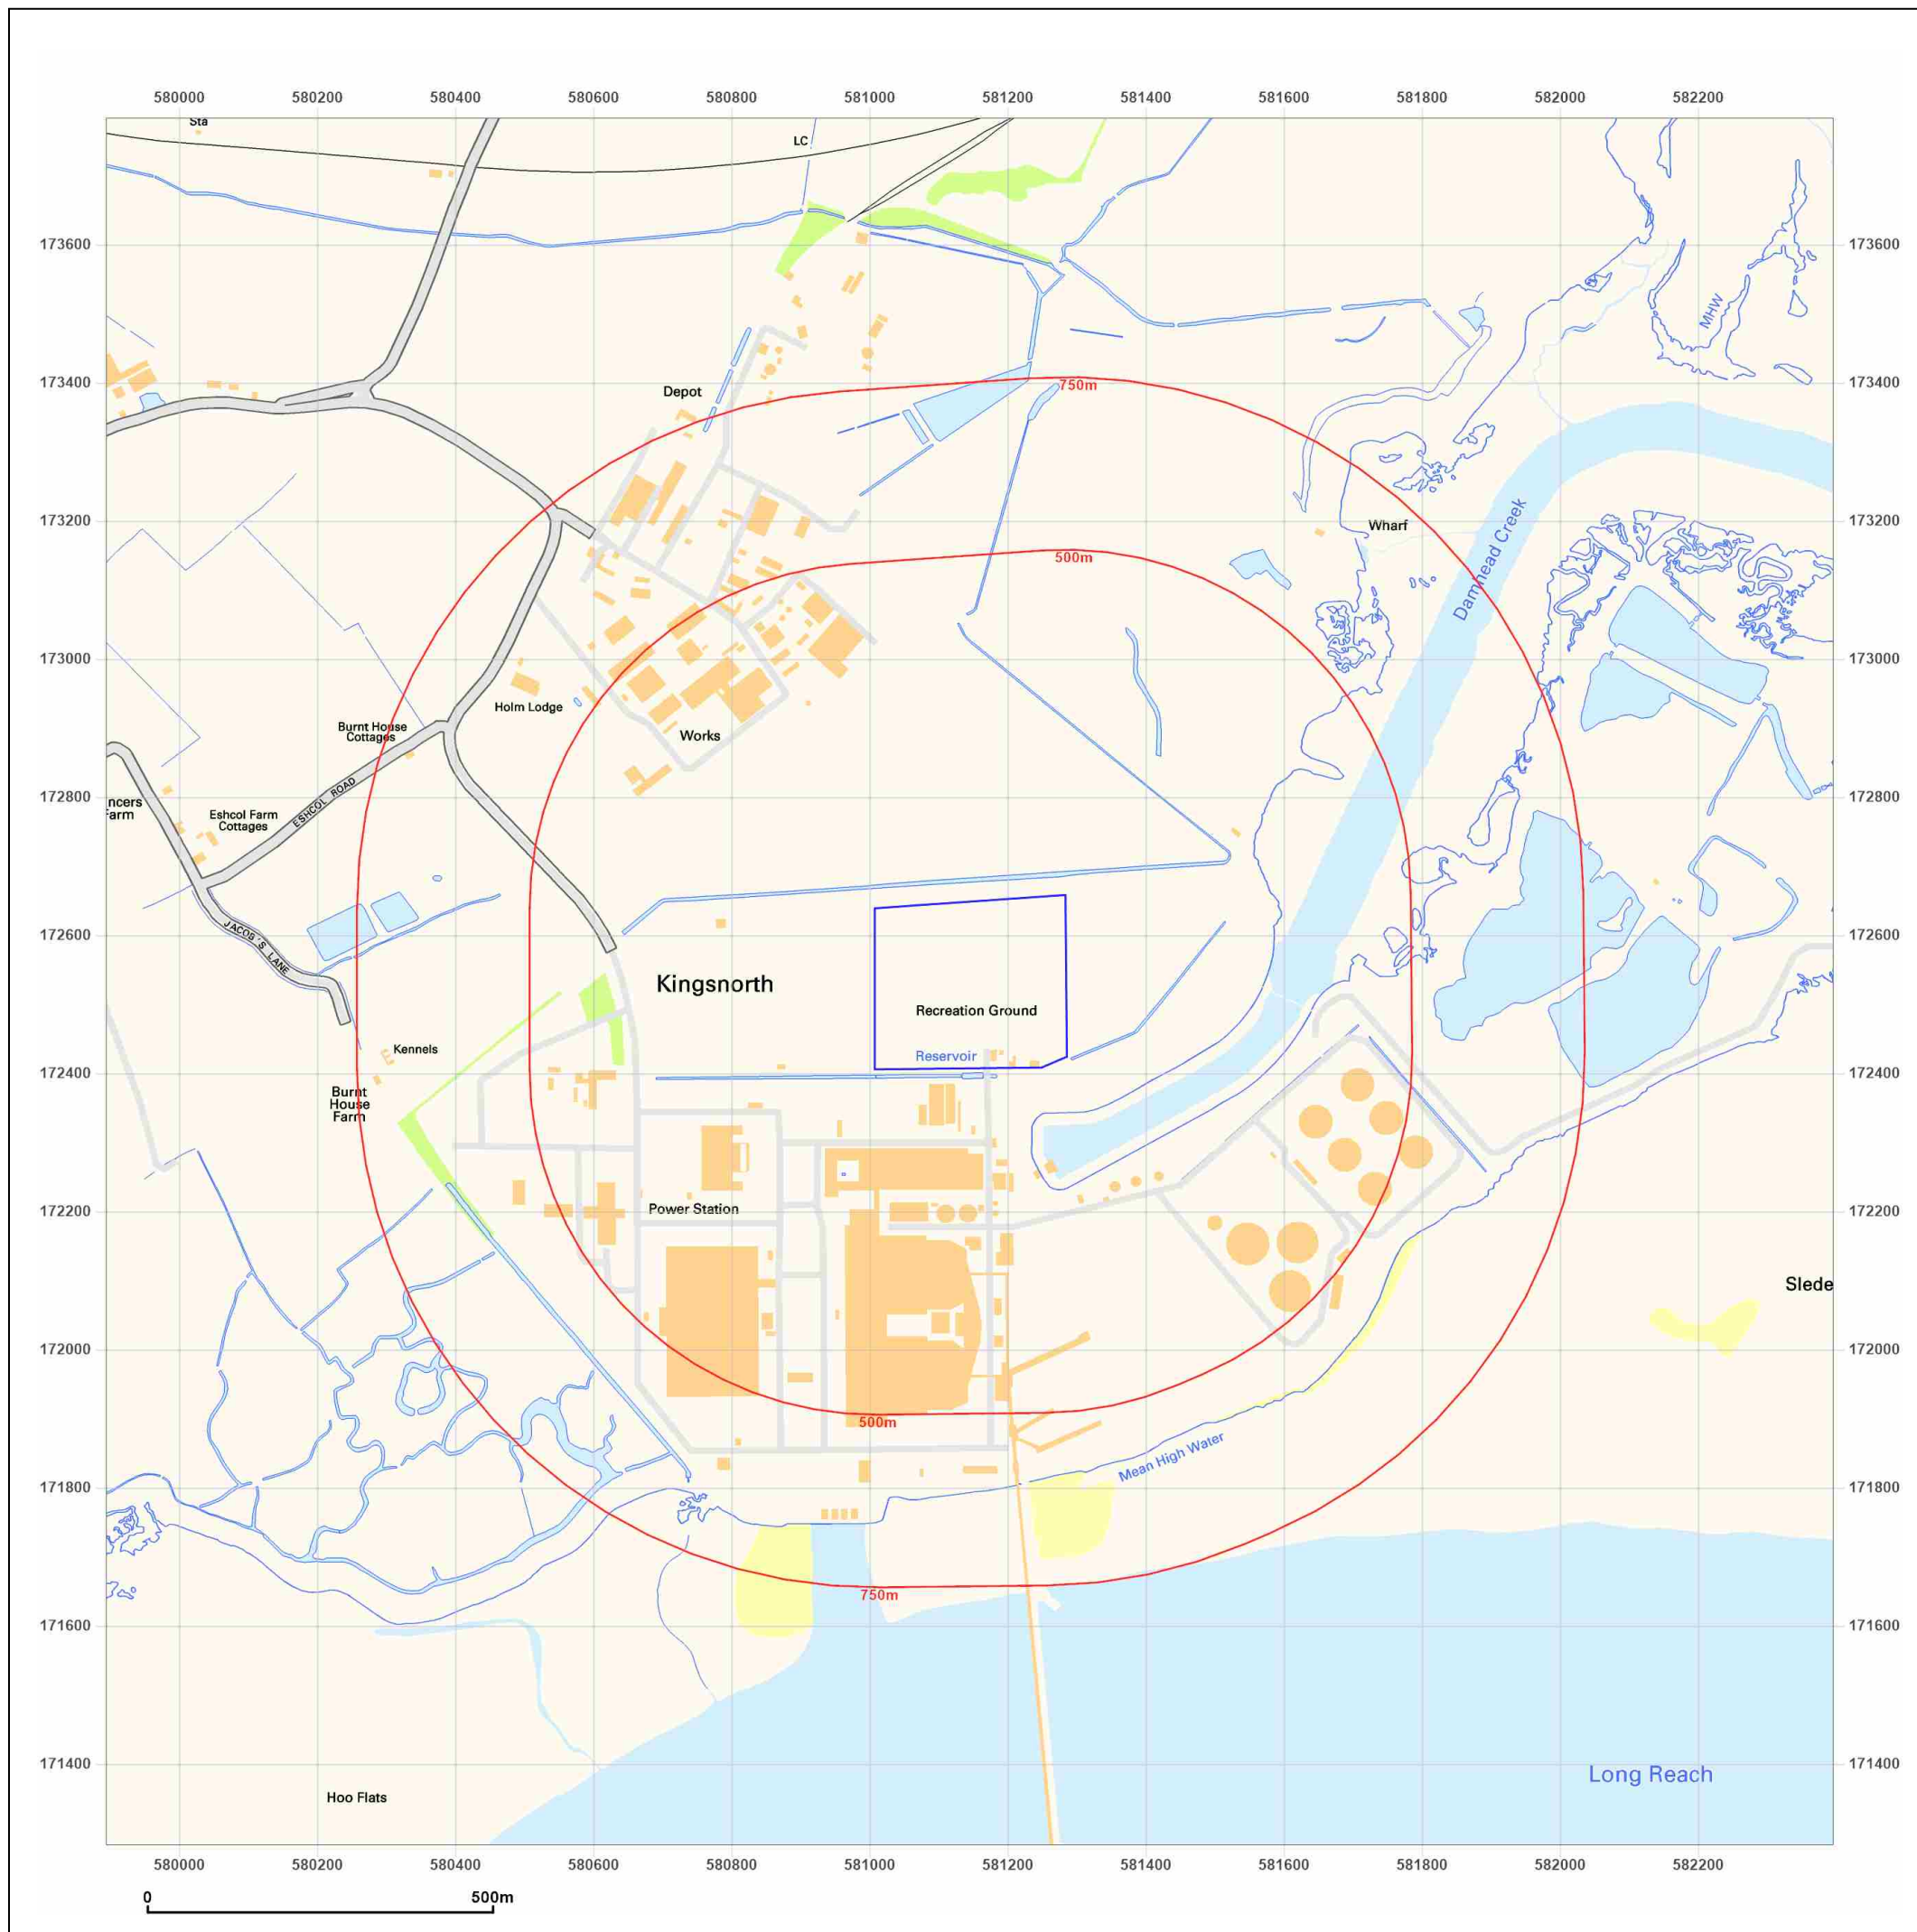 580000 580200 580400 580600 580800 581000 581200 581400 581600 581800 582000 582200
Sta
LC
173600 173600
MHW
173400 173400
750m
Depot
173200 173200
Wharf
Damhead Creek
500m
173000 173000
Holm Lodge
Burnt House
Cottages
Works
172800 172800
ncers
Farm
Eshcol Farm
Cottages
ESHCOL ROAD
172600 172600
JACOB'S LANE
Kingsnorth
Recreation Ground
Kennels
Reservoir
172400 172400
Burnt
House
Farm
172200 172200
Power Station
Slede
172000 172000
500m
Mean High Water
171800 171800
750m
171600 171600
171400 171400
Long Reach
Hoo Flats
580000 580200 580400 580600 580800 581000 581200 581400 581600 581800 582000 582200
0 500m